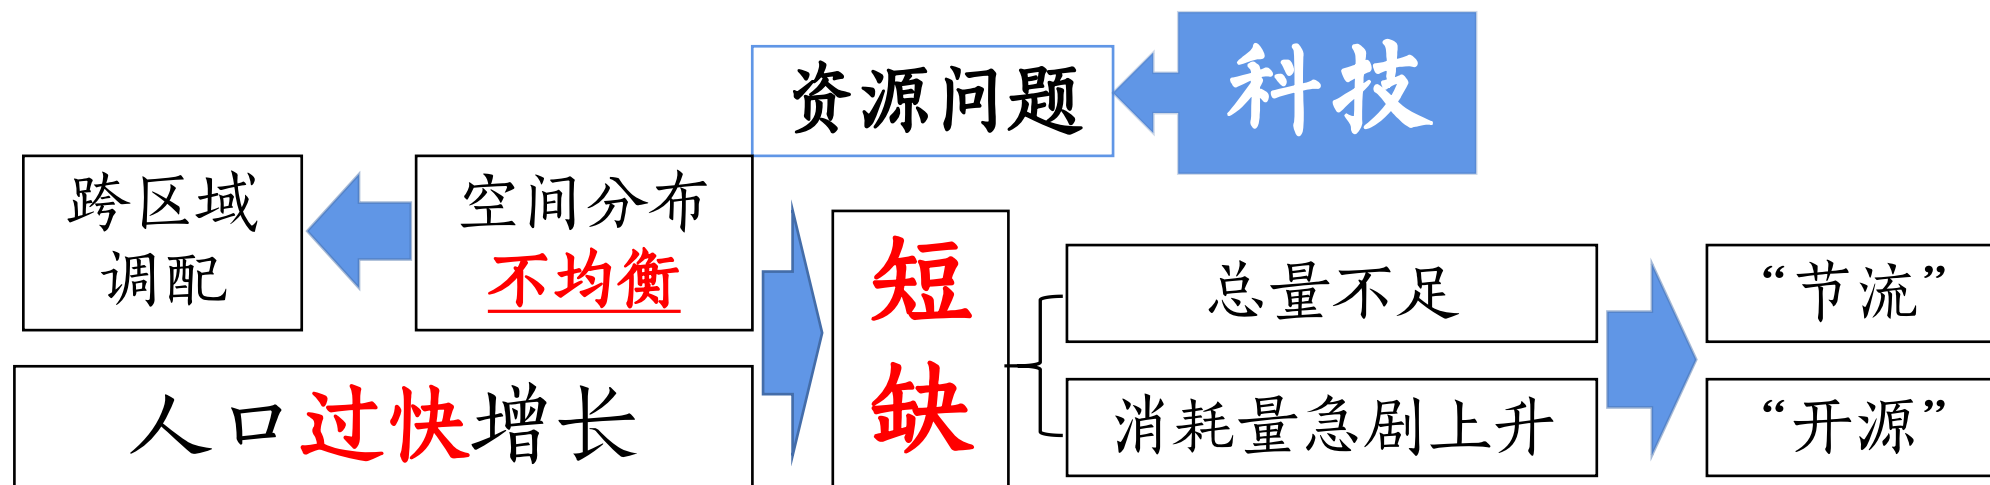 资源问题
科技
跨区域
调配
空间分布
不均衡
人口过快增长
短
缺
总量不足
消耗量急剧上升
“节流”
“开源”